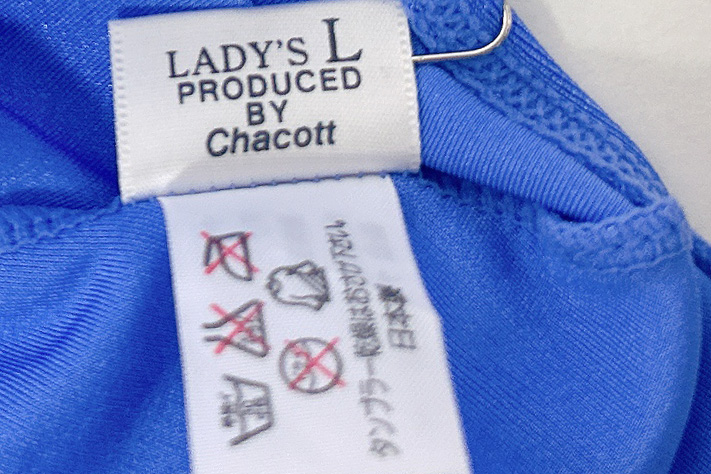 LADY'S L
PRODUCED
BY
Chacott
日本製
タンブラー乾燥はお避け下さい